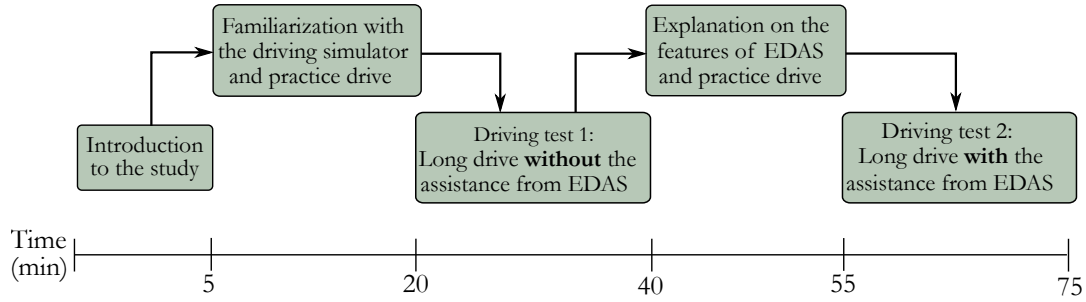 Familiarization with
the driving simulator
and practice drive
Explanation on the
features of EDAS
and practice drive
Introduction
to the study
Driving test 1:
Long drive without the
assistance from EDAS
Driving test 2:
Long drive with the
assistance from EDAS
Time
(min)
5
20
40
55
75